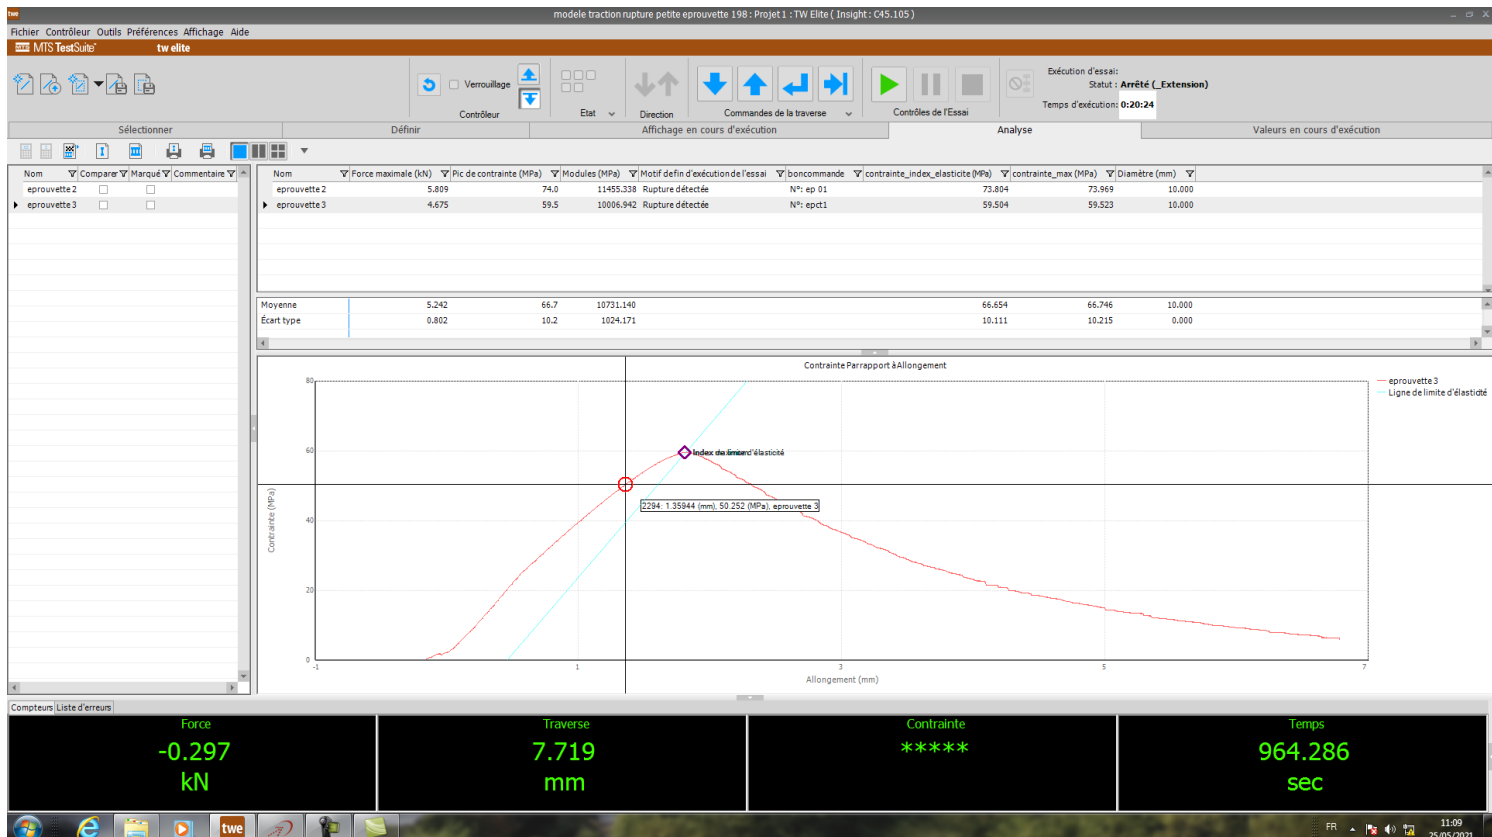 twe
modele traction rupture petite eprouvette 198 : Projet 1 : TW Elite ( Insight : C45.105 )
Fichier Contrôleur Outils Préférences Affichage Aide
MTS TestSuite™ tw elite
Verrouillage
Contrôleur
Etat
Direction
Commandes de la traverse
Contrôles de l'Essai
Exécution d'essai:
Statut : Arrêté (_Extension)
Temps d'exécution: 0:20:24
Sélectionner Définir Affichage en cours d'exécution Analyse Valeurs en cours d'exécution
Nom Comparer Marqué Commentaire
eprouvette 2
eprouvette 3
Nom Force maximale (kN) Pic de contrainte (MPa) Modules (MPa) Motif de fin d'exécution de l'essai boncommande contrainte_index_elasticite (MPa) contrainte_max (MPa) Diamètre (mm)
eprouvette 2 5.809 74.0 11455.338 Rupture détectée N°: ep 01 73.804 73.969 10.000
eprouvette 3 4.675 59.5 10006.942 Rupture détectée N°: epct1 59.504 59.523 10.000
Moyenne 5.242 66.7 10731.140 66.654 66.746 10.000
Écart type 0.802 10.2 1024.171 10.111 10.215 0.000
Contrainte Par rapport à Allongement
eprouvette 3
Ligne de limite d'élasticité
80
60
40
20
0
Contrainte (MPa)
d'élasticité
2294: 1.35944 (mm), 50.252 (MPa), eprouvette 3
-1 1 3 5 7
Allongement (mm)
Compteurs Liste d'erreurs
Force
-0.297
kN
Traverse
7.719
mm
Contrainte
*****
Temps
964.286
sec
twe
FR
11:09
25/05/2021